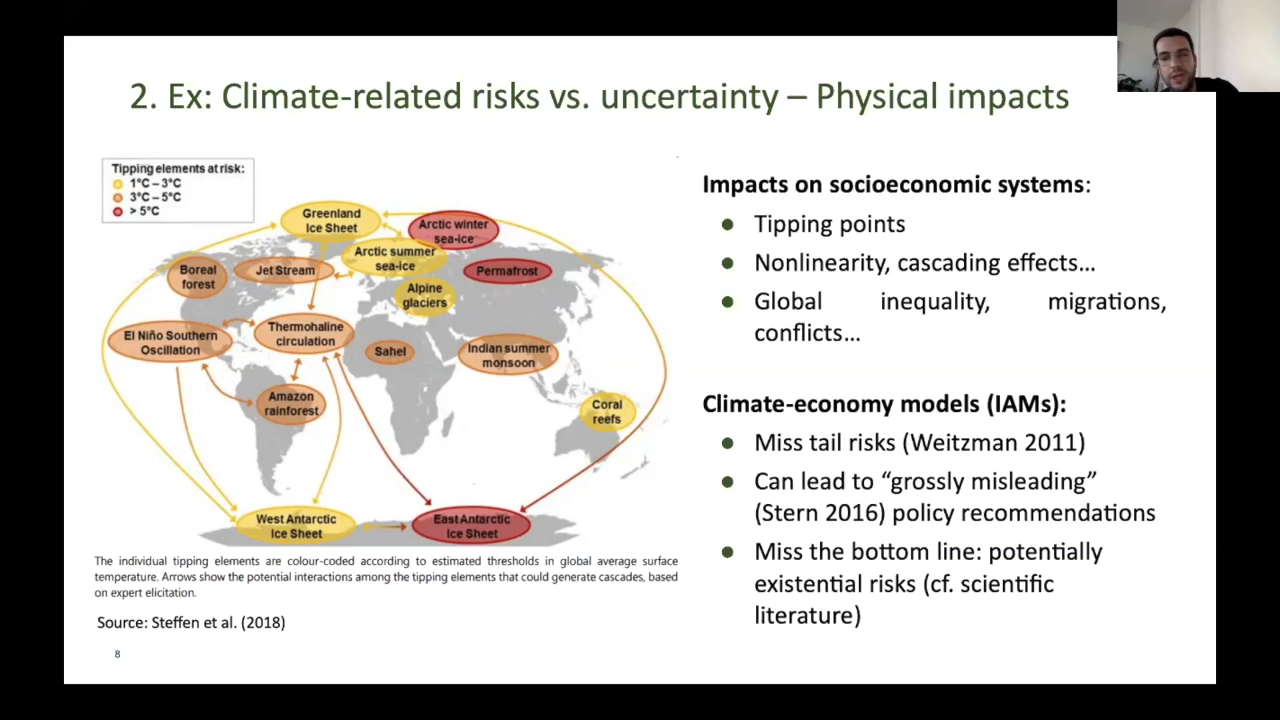 2. Ex: Climate-related risks vs. uncertainty – Physical impacts
Tipping elements at risk:
1°C – 3°C
3°C – 5°C
> 5°C
Greenland
Ice Sheet
Arctic winter
sea-ice
Arctic summer
sea-ice
Boreal
forest
Jet Stream
Permafrost
Alpine
glaciers
El Niño Southern
Oscillation
Thermohaline
circulation
Sahel
Indian summer
monsoon
Amazon
rainforest
Coral
reefs
West Antarctic
Ice Sheet
East Antarctic
Ice Sheet
The individual tipping elements are colour-coded according to estimated thresholds in global average surface
temperature. Arrows show the potential interactions among the tipping elements that could generate cascades, based
on expert elicitation.
Source: Steffen et al. (2018)
8
Impacts on socioeconomic systems:
● Tipping points
● Nonlinearity, cascading effects…
● Global inequality, migrations,
conflicts…
Climate-economy models (IAMs):
● Miss tail risks (Weitzman 2011)
● Can lead to “grossly misleading”
(Stern 2016) policy recommendations
● Miss the bottom line: potentially
existential risks (cf. scientific
literature)